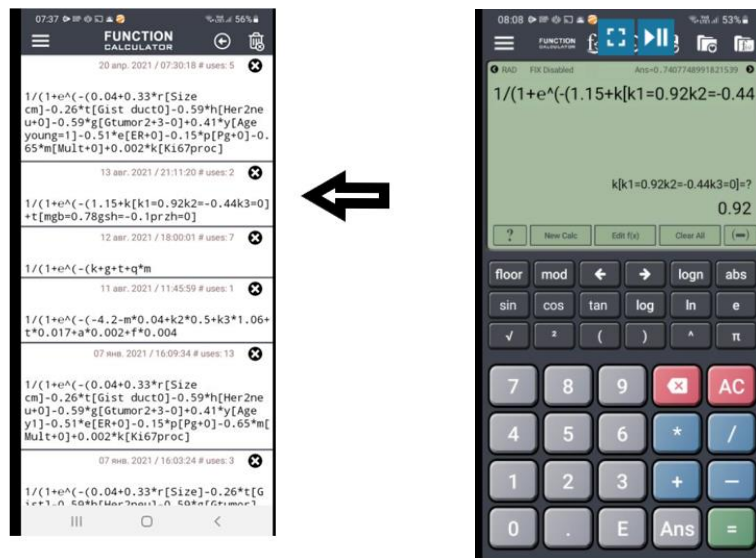 07:37 56%
FUNCTION
CALCULATOR
20 апр. 2021 / 07:30:18 # uses: 5
1/(1+e^(-(0.04+0.33*r[Size
cm]-0.26*t[Gist duct0]-0.59*h[Her2ne
u+0]-0.59*g[Gtumor2+3-0]+0.41*y[Age
young=1]-0.51*e[ER+0]-0.15*p[Pg+0]-0.
65*m[Mult+0]+0.002*k[Ki67proc]
13 авг. 2021 / 21:11:20 # uses: 2
1/(1+e^(-(1.15+k[k1=0.92k2=-0.44k3=0]
+t[mgb=0.78gsh=-0.1przh=0]
12 авг. 2021 / 18:00:01 # uses: 7
1/(1+e^(-(k+g+t+q*m
11 авг. 2021 / 11:45:59 # uses: 1
1/(1+e^(-(-4.2-m*0.04+k2*0.5+k3*1.06+
t*0.017+a*0.002+f*0.004
07 янв. 2021 / 16:09:34 # uses: 13
1/(1+e^(-(0.04+0.33*r[Size
cm]-0.26*t[Gist duct0]-0.59*h[Her2ne
u+0]-0.59*g[Gtumor2+3-0]+0.41*y[Age
y1]-0.51*e[ER+0]-0.15*p[Pg+0]-0.65*m[
Mult+0]+0.002*k[Ki67proc]
07 янв. 2021 / 16:03:24 # uses: 3
1/(1+e^(-(0.04+0.33*r[Size]-0.26*t[G
ist]-0.59*h[Her2neu]-0.59*g[Gtumor]
08:08 53%
FUNCTION
CALCULATOR
RAD FIX Disabled Ans=0.7407748991821539
1/(1+e^(-(1.15+k[k1=0.92k2=-0.44
k[k1=0.92k2=-0.44k3=0]=?
0.92
? New Calc Edit f(x) Clear All (−)
floor mod ← → logn abs
sin cos tan log ln e
√ ² ( ) ^ π
7 8 9 AC
4 5 6 * /
1 2 3 + −
0 . E Ans =